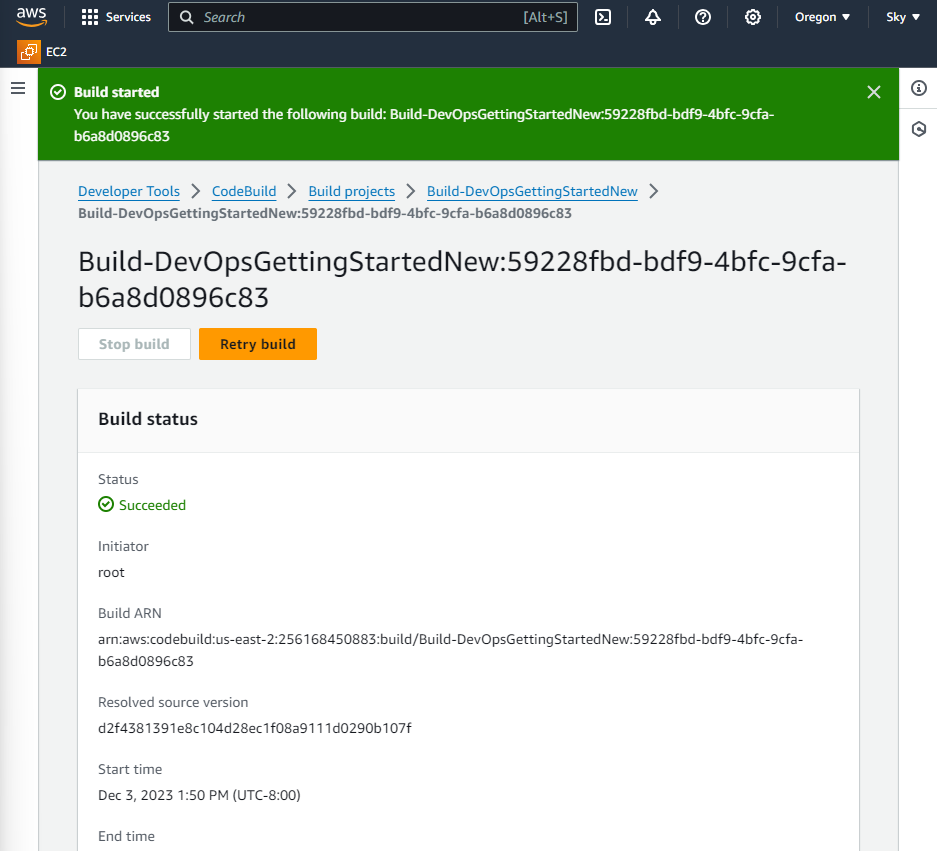 aws
Services
Search
[Alt+S]
Oregon
Sky
EC2
Build started
You have successfully started the following build: Build-DevOpsGettingStartedNew:59228fbd-bdf9-4bfc-9cfa-
b6a8d0896c83
Developer Tools > CodeBuild > Build projects > Build-DevOpsGettingStartedNew >
Build-DevOpsGettingStartedNew:59228fbd-bdf9-4bfc-9cfa-b6a8d0896c83
Build-DevOpsGettingStartedNew:59228fbd-bdf9-4bfc-9cfa-
b6a8d0896c83
Stop build
Retry build
Build status
Status
Succeeded
Initiator
root
Build ARN
arn:aws:codebuild:us-east-2:256168450883:build/Build-DevOpsGettingStartedNew:59228fbd-bdf9-4bfc-9cfa-
b6a8d0896c83
Resolved source version
d2f4381391e8c104d28ec1f08a9111d0290b107f
Start time
Dec 3, 2023 1:50 PM (UTC-8:00)
End time